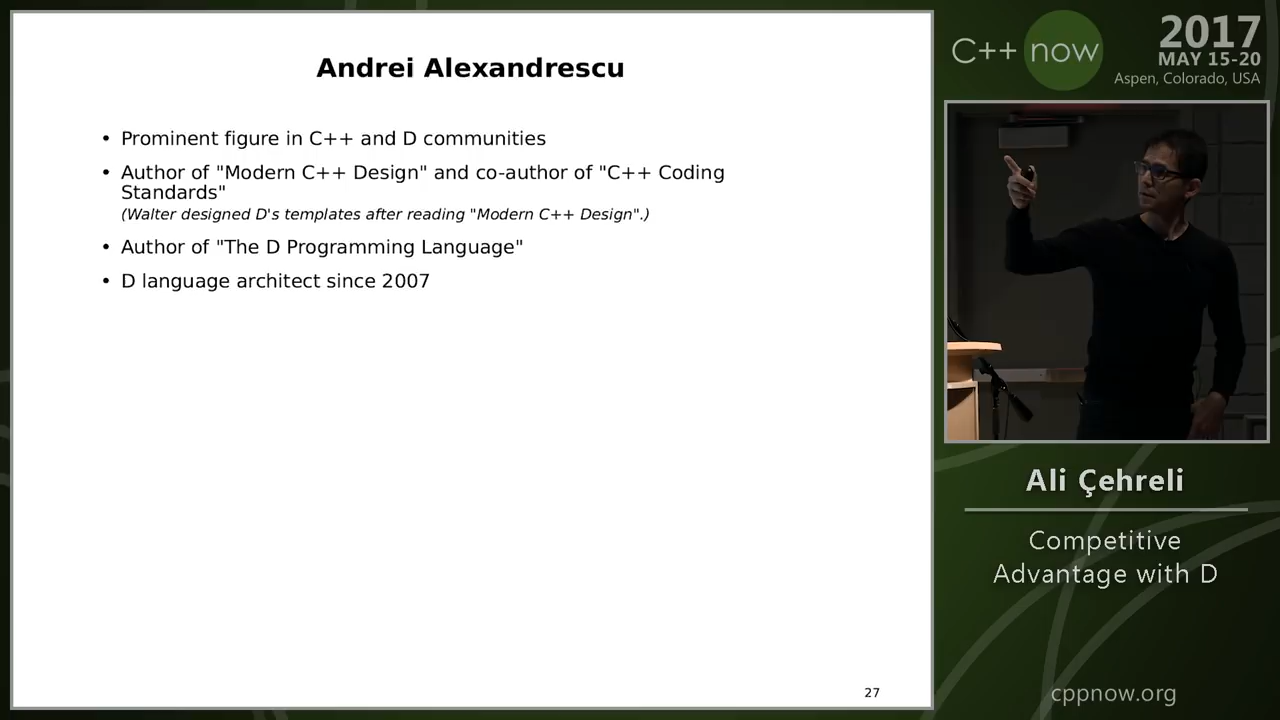 Andrei Alexandrescu
• Prominent figure in C++ and D communities
• Author of "Modern C++ Design" and co-author of "C++ Coding
Standards"
(Walter designed D's templates after reading "Modern C++ Design".)
• Author of "The D Programming Language"
• D language architect since 2007
27
C++ now
2017
MAY 15-20
Aspen, Colorado, USA
Ali Çehreli
Competitive
Advantage with D
cppnow.org